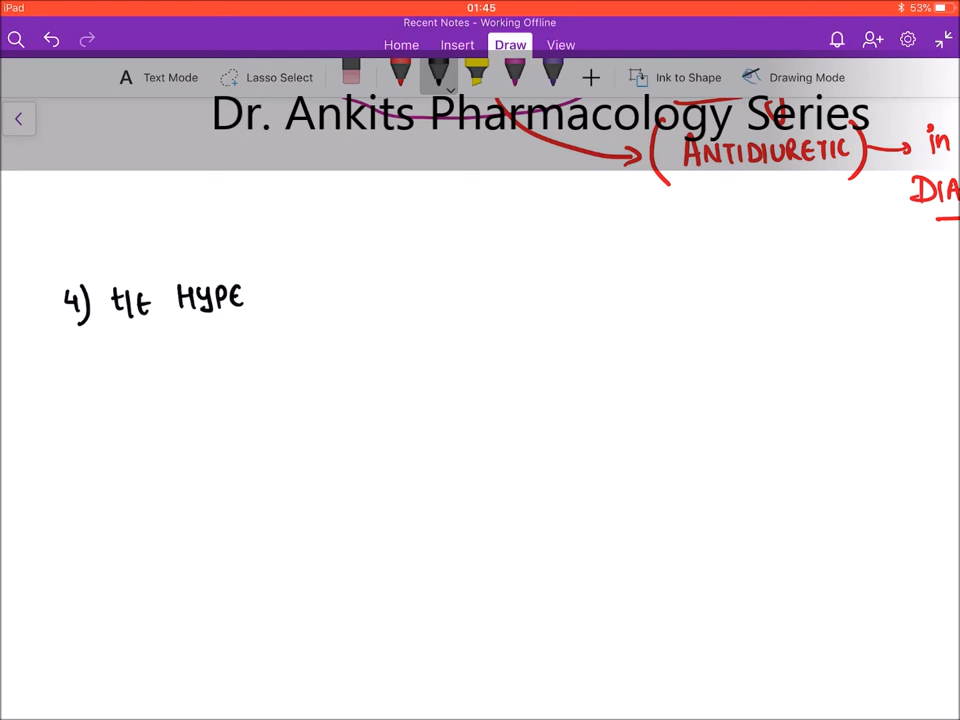 iPad 01:45 53%
Recent Notes - Working Offline
Home Insert Draw View
Text Mode Lasso Select Ink to Shape Drawing Mode
Dr. Ankits Pharmacology Series
(ANTIDIURETIC) → in
DIA
4) t/t HYPE